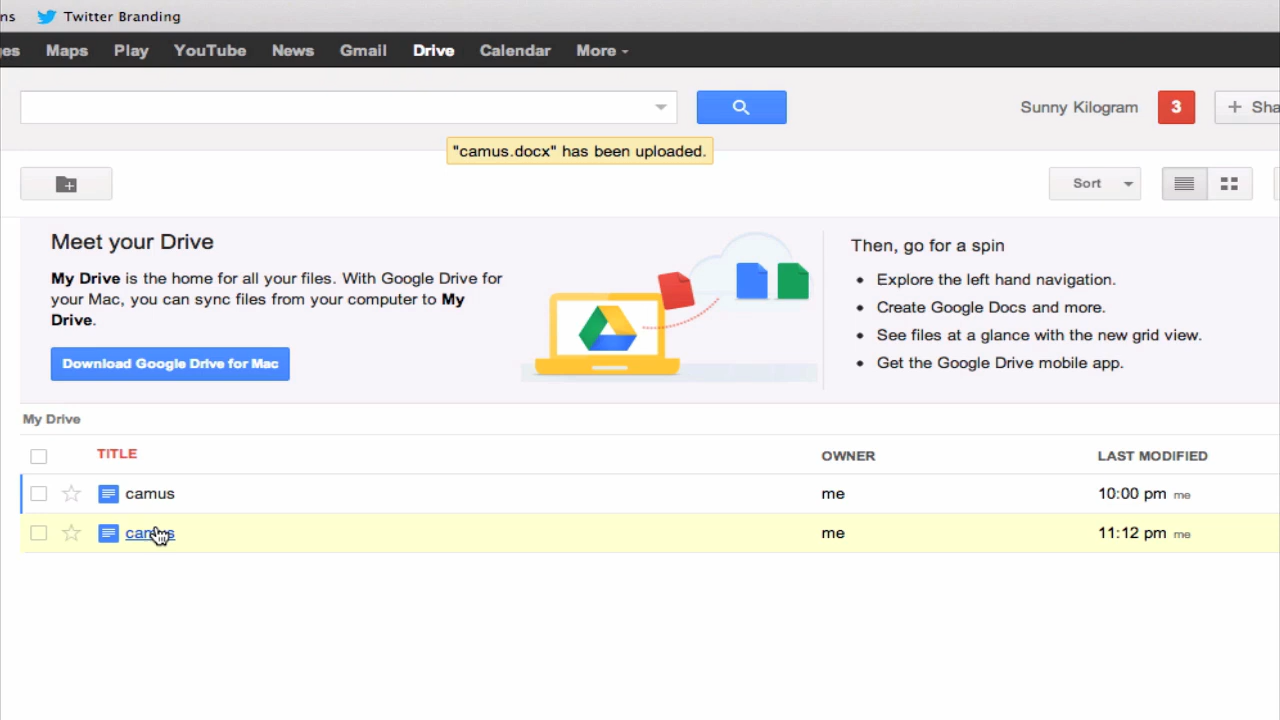 ns Twitter Branding
es Maps Play YouTube News Gmail Drive Calendar More
Sunny Kilogram 3 + Sha
"camus.docx" has been uploaded.
Sort
Meet your Drive
My Drive is the home for all your files. With Google Drive for
your Mac, you can sync files from your computer to My
Drive.
Download Google Drive for Mac
Then, go for a spin
• Explore the left hand navigation.
• Create Google Docs and more.
• See files at a glance with the new grid view.
• Get the Google Drive mobile app.
My Drive
TITLE OWNER LAST MODIFIED
camus me 10:00 pm me
camus me 11:12 pm me